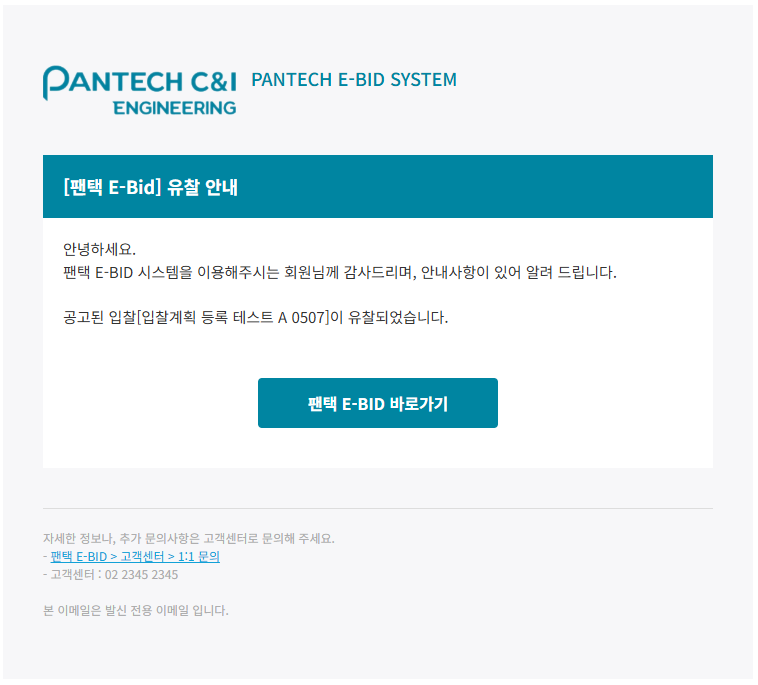 PANTECH C&I
ENGINEERING
PANTECH E-BID SYSTEM
[팬택 E-Bid] 유찰 안내
안녕하세요.
팬택 E-BID 시스템을 이용해주시는 회원님께 감사드리며, 안내사항이 있어 알려 드립니다.
공고된 입찰[입찰계획 등록 테스트 A 0507]이 유찰되었습니다.
팬택 E-BID 바로가기
자세한 정보나, 추가 문의사항은 고객센터로 문의해 주세요.
- 팬택 E-BID > 고객센터 > 1:1 문의
- 고객센터 : 02 2345 2345
본 이메일은 발신 전용 이메일 입니다.